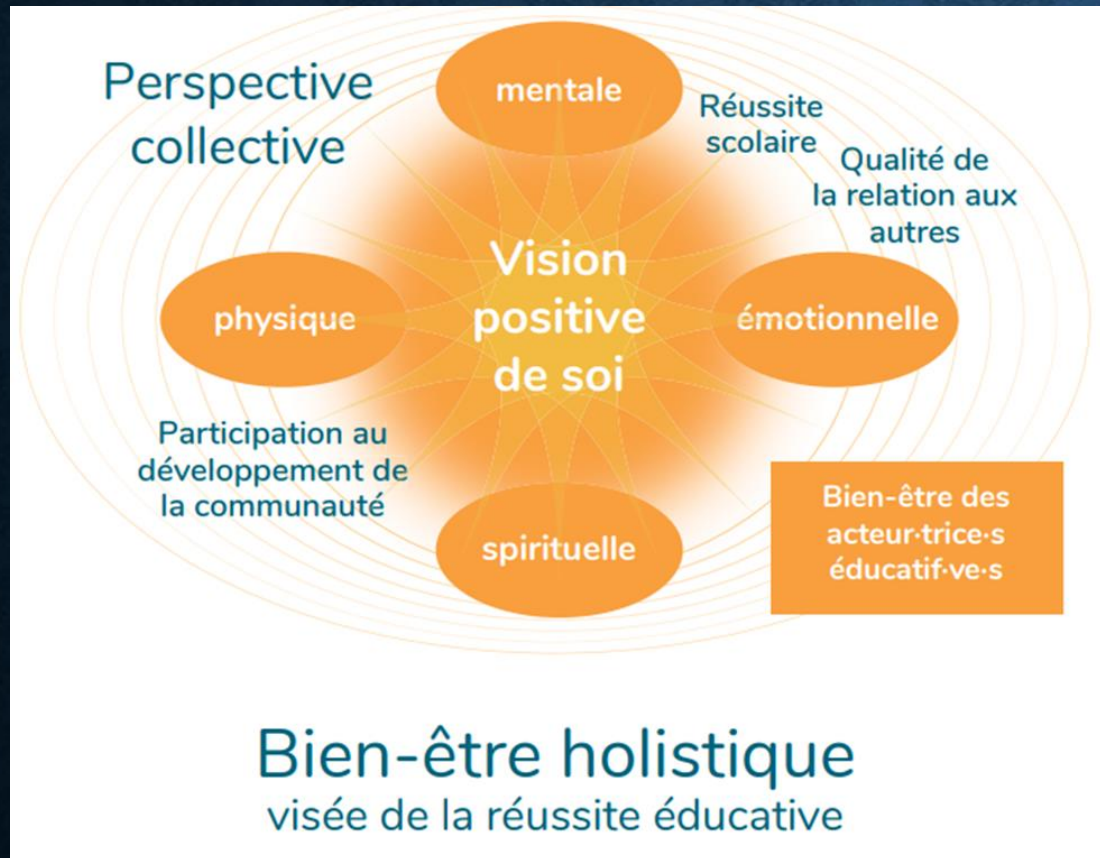 Perspective
collective
mentale
Réussite
scolaire
Qualité de
la relation aux
autres
Vision
positive
de soi
physique
émotionnelle
Participation au
développement de
la communauté
spirituelle
Bien-être des
acteur·trice·s
éducatif·ve·s
Bien-être holistique
visée de la réussite éducative